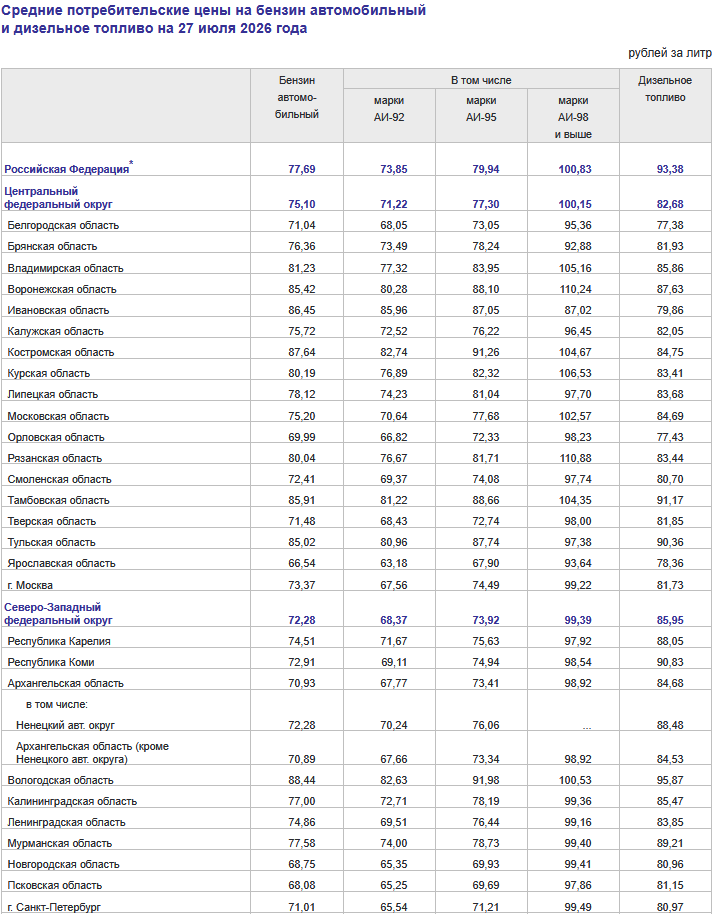 Средние потребительские цены на бензин автомобильный
и дизельное топливо на 27 июля 2026 года
рублей за литр
Бензин автомо-бильный В том числе Дизельное топливо
марки АИ-92 марки АИ-95 марки АИ-98 и выше
Российская Федерация* 77,69 73,85 79,94 100,83 93,38
Центральный
федеральный округ 75,10 71,22 77,30 100,15 82,68
Белгородская область 71,04 68,05 73,05 95,36 77,38
Брянская область 76,36 73,49 78,24 92,88 81,93
Владимирская область 81,23 77,32 83,95 105,16 85,86
Воронежская область 85,42 80,28 88,10 110,24 87,63
Ивановская область 86,45 85,96 87,05 87,02 79,86
Калужская область 75,72 72,52 76,22 96,45 82,05
Костромская область 87,64 82,74 91,26 104,67 84,75
Курская область 80,19 76,89 82,32 106,53 83,41
Липецкая область 78,12 74,23 81,04 97,70 83,68
Московская область 75,20 70,64 77,68 102,57 84,69
Орловская область 69,99 66,82 72,33 98,23 77,43
Рязанская область 80,04 76,67 81,71 110,88 83,44
Смоленская область 72,41 69,37 74,08 97,74 80,70
Тамбовская область 85,91 81,22 88,66 104,35 91,17
Тверская область 71,48 68,43 72,74 98,00 81,85
Тульская область 85,02 80,96 87,74 97,38 90,36
Ярославская область 66,54 63,18 67,90 93,64 78,36
г. Москва 73,37 67,56 74,49 99,22 81,73
Северо-Западный
федеральный округ 72,28 68,37 73,92 99,39 85,95
Республика Карелия 74,51 71,67 75,63 97,92 88,05
Республика Коми 72,91 69,11 74,94 98,54 90,83
Архангельская область 70,93 67,77 73,41 98,92 84,68
в том числе:
Ненецкий авт. округ 72,28 70,24 76,06 ... 88,48
Архангельская область (кроме
Ненецкого авт. округа) 70,89 67,66 73,34 98,92 84,53
Вологодская область 88,44 82,63 91,98 100,53 95,87
Калининградская область 77,00 72,71 78,19 99,36 85,47
Ленинградская область 74,86 69,51 76,44 99,16 83,85
Мурманская область 77,58 74,00 78,73 99,40 89,21
Новгородская область 68,75 65,35 69,93 99,41 80,96
Псковская область 68,08 65,25 69,69 97,86 81,15
г. Санкт-Петербург 71,01 65,54 71,21 99,49 80,97